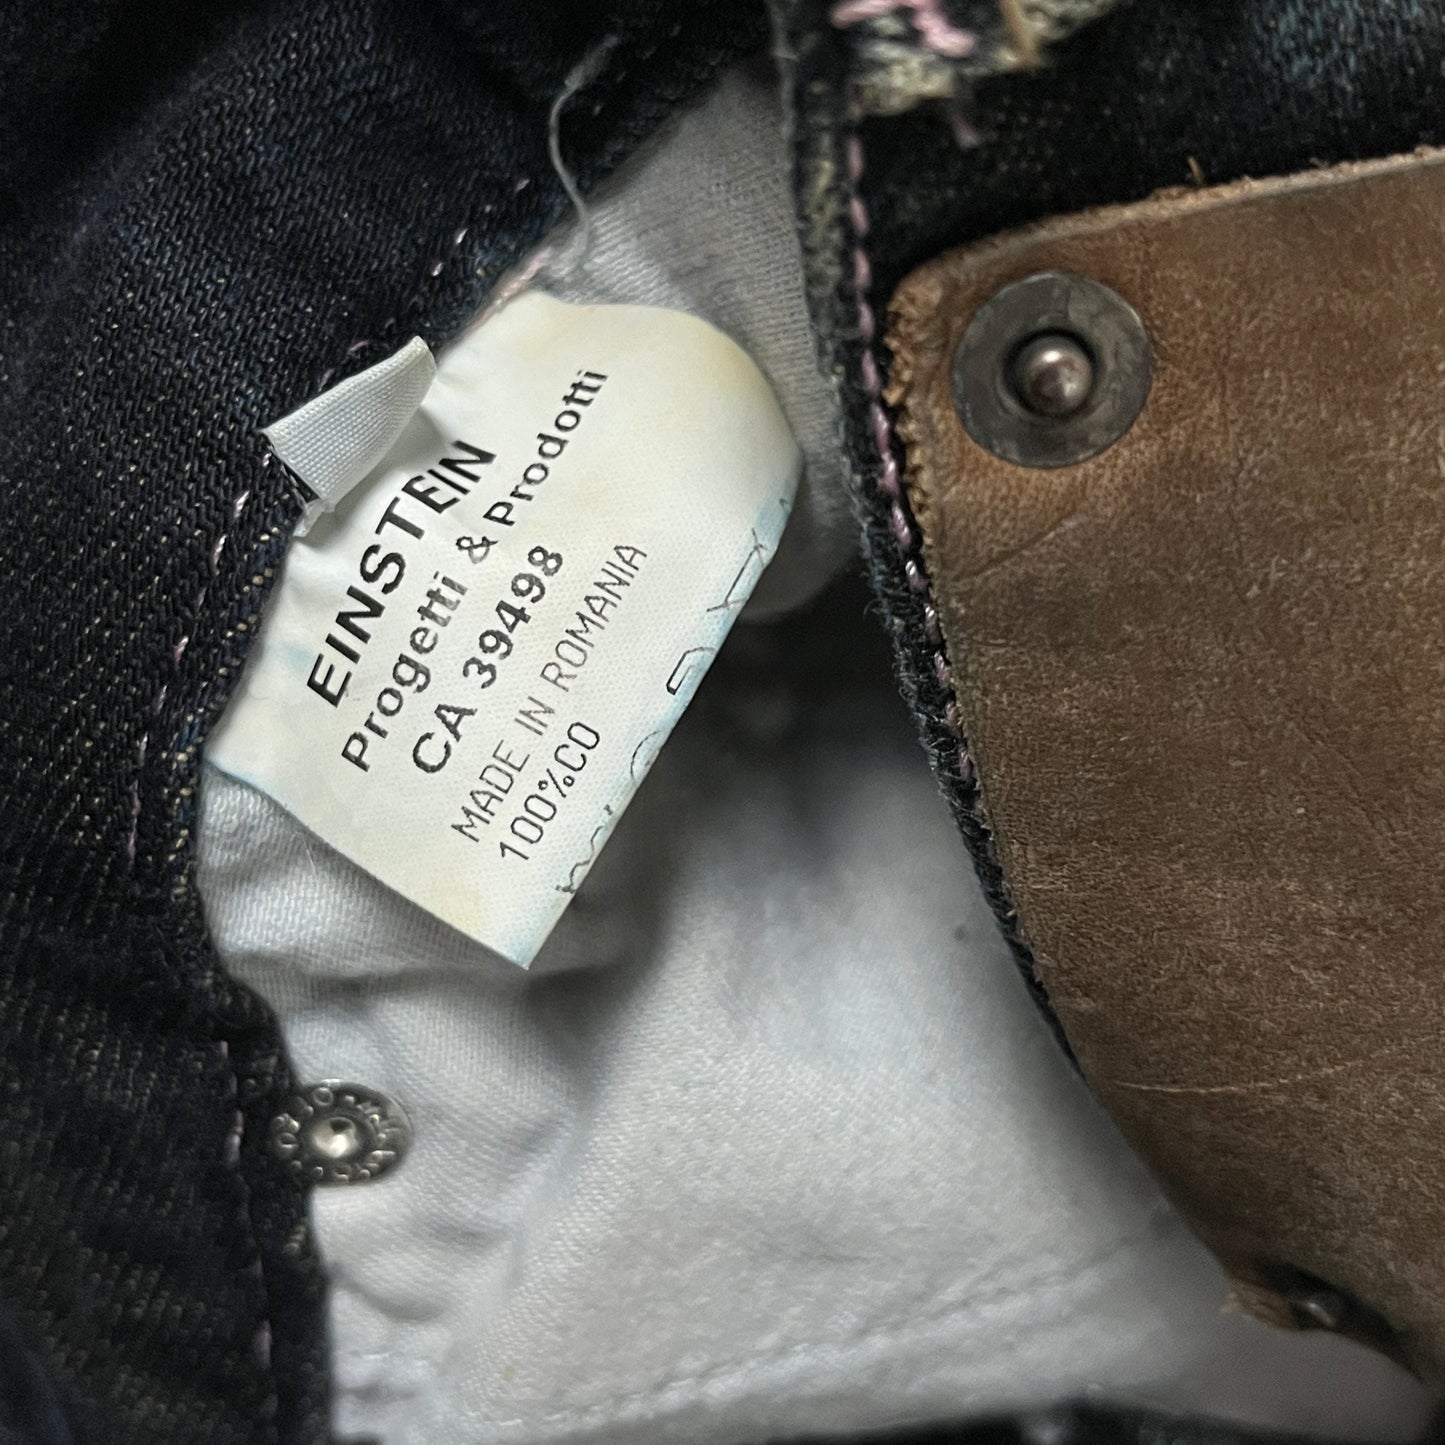 EINSTEIN
Progetti & Prodotti
CA 39498
MADE IN ROMANIA
100%CO